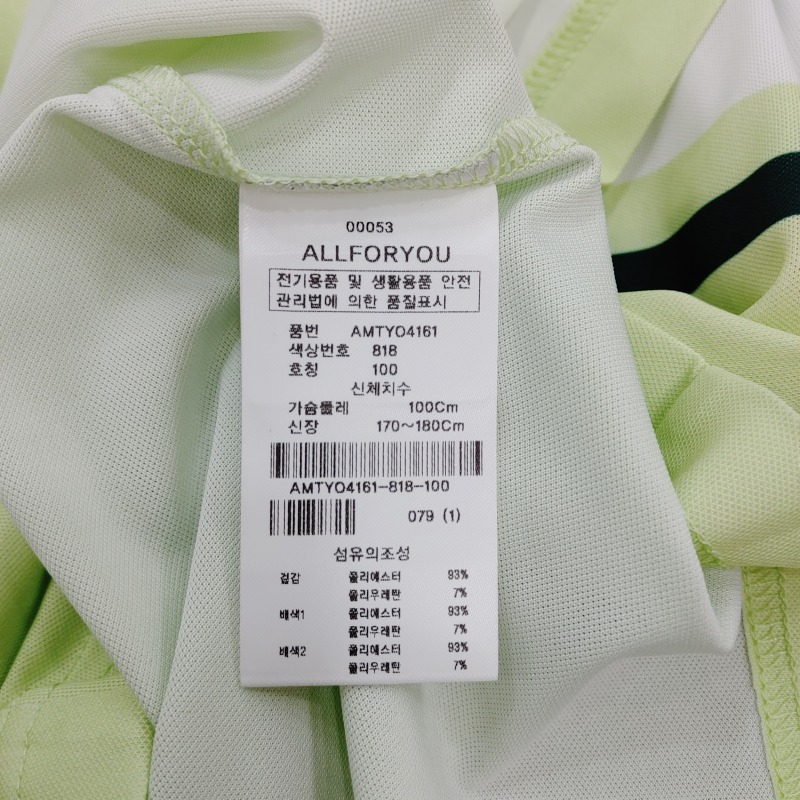 00053
ALLFORYOU
전기용품 및 생활용품 안전
관리법에 의한 품질표시
품번 AMTYO4161
색상번호 818
호칭 100
신체치수
가슴둘레 100Cm
신장 170~180Cm
AMTYO4161-818-100
079 (1)
섬유의조성
겉감 폴리에스터 93%
폴리우레탄 7%
배색1 폴리에스터 93%
폴리우레탄 7%
배색2 폴리에스터 93%
폴리우레탄 7%